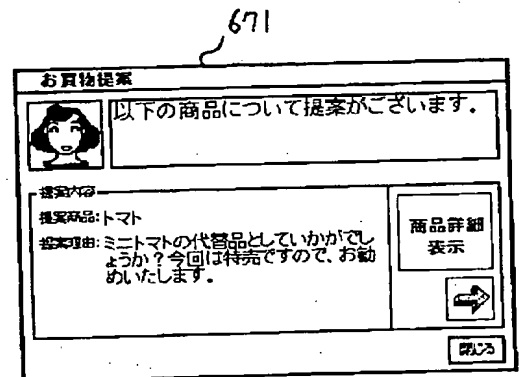 671
お買物提案
以下の商品について提案がございます。
提案内容
提案商品:トマト
提案理由:ミニトマトの代替品としていかがでし
ょうか?今回は特売ですので、お勧
めいたします。
商品詳細
表示
閉じる